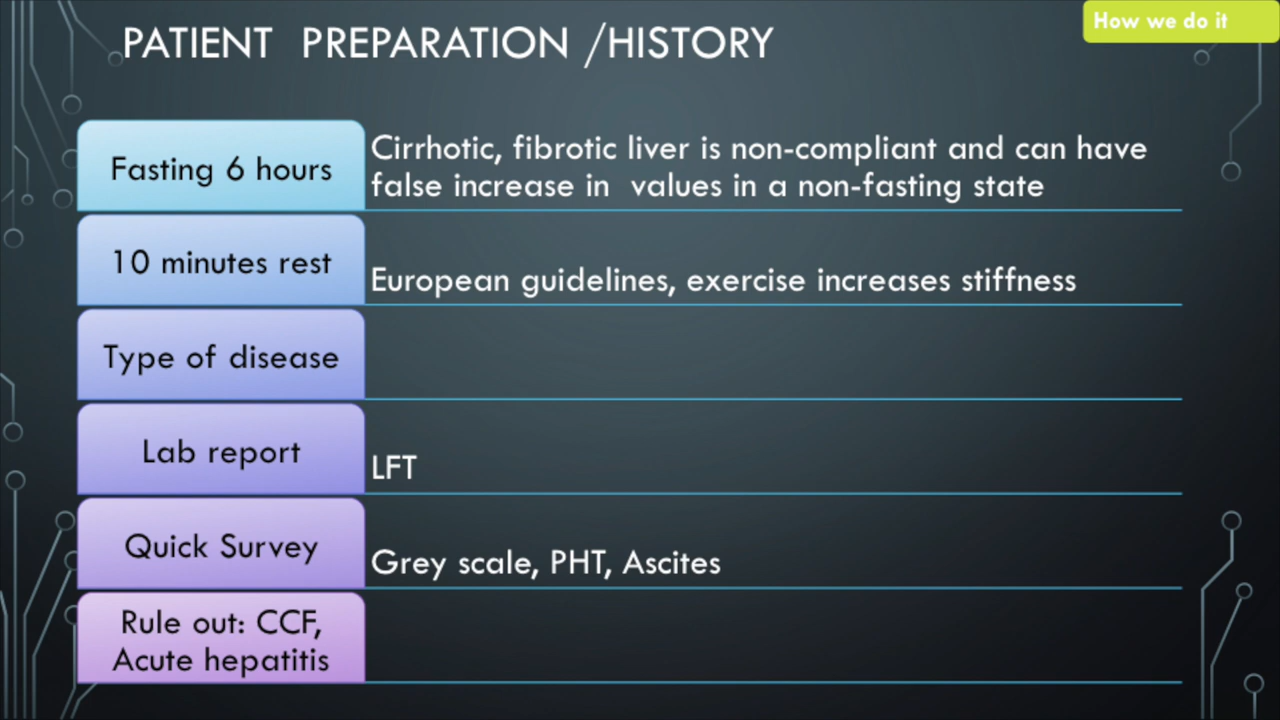 PATIENT PREPARATION /HISTORY
How we do it
Fasting 6 hours
Cirrhotic, fibrotic liver is non-compliant and can have
false increase in values in a non-fasting state
10 minutes rest
European guidelines, exercise increases stiffness
Type of disease
Lab report
LFT
Quick Survey
Grey scale, PHT, Ascites
Rule out: CCF,
Acute hepatitis